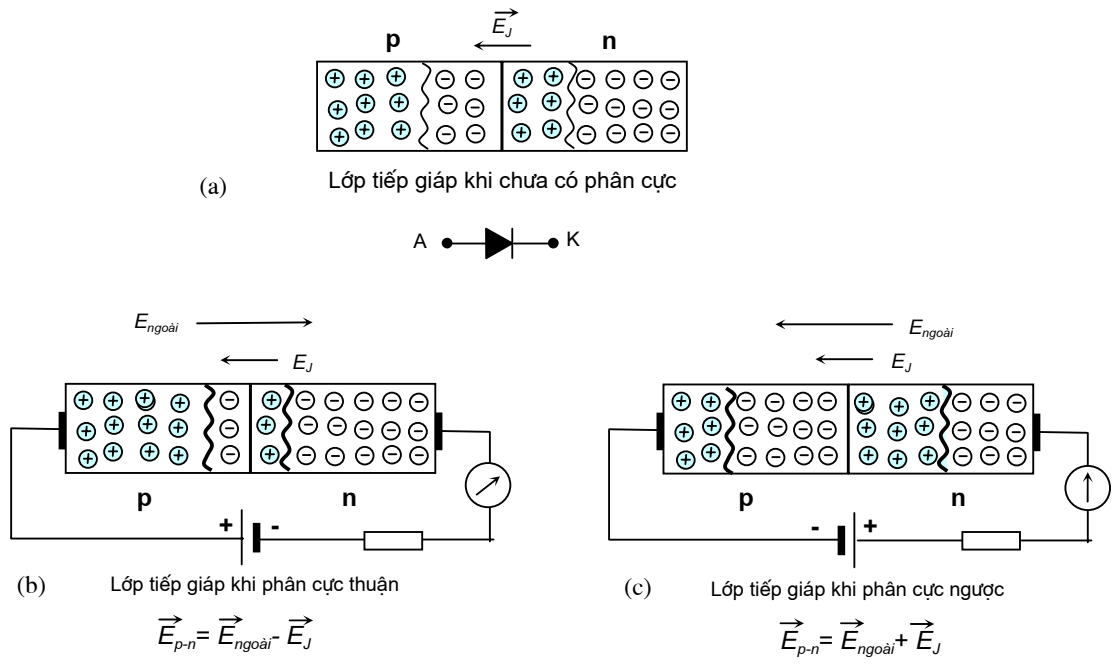 E_J
p n
(a) Lớp tiếp giáp khi chưa có phân cực
A K
E_ngoài
E_J
p n
+ -
(b) Lớp tiếp giáp khi phân cực thuận
E_p-n = E_ngoài - E_J
E_ngoài
E_J
p n
- +
(c) Lớp tiếp giáp khi phân cực ngược
E_p-n = E_ngoài + E_J